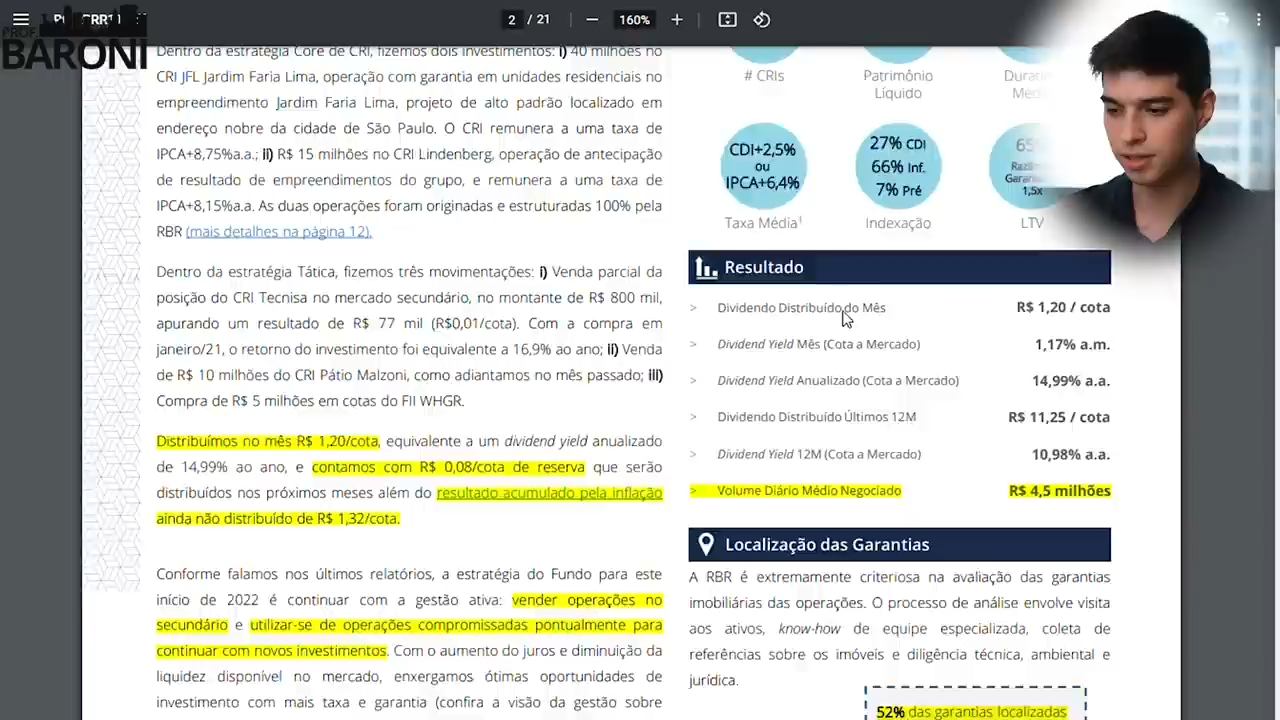 2 / 21
160%
PROF.
BARONI
Dentro da estratégia Core de CRI, fizemos dois investimentos: i) 40 milhões no
CRI JFL Jardim Faria Lima, operação com garantia em unidades residenciais no
empreendimento Jardim Faria Lima, projeto de alto padrão localizado em
endereço nobre da cidade de São Paulo. O CRI remunera a uma taxa de
IPCA+8,75%a.a.; ii) R$ 15 milhões no CRI Lindenberg, operação de antecipação
de resultado de empreendimentos do grupo, e remunera a uma taxa de
IPCA+8,15%a.a. As duas operações foram originadas e estruturadas 100% pela
RBR (mais detalhes na página 12).
Dentro da estratégia Tática, fizemos três movimentações: i) Venda parcial da
posição do CRI Tecnisa no mercado secundário, no montante de R$ 800 mil,
apurando um resultado de R$ 77 mil (R$0,01/cota). Com a compra em
janeiro/21, o retorno do investimento foi equivalente a 16,9% ao ano; ii) Venda
de R$ 10 milhões do CRI Pátio Malzoni, como adiantamos no mês passado; iii)
Compra de R$ 5 milhões em cotas do FII WHGR.
Distribuímos no mês R$ 1,20/cota, equivalente a um dividend yield anualizado
de 14,99% ao ano, e contamos com R$ 0,08/cota de reserva que serão
distribuídos nos próximos meses além do resultado acumulado pela inflação
ainda não distribuído de R$ 1,32/cota.
Conforme falamos nos últimos relatórios, a estratégia do Fundo para este
início de 2022 é continuar com a gestão ativa: vender operações no
secundário e utilizar-se de operações compromissadas pontualmente para
continuar com novos investimentos. Com o aumento do juros e diminuição da
liquidez disponível no mercado, enxergamos ótimas oportunidades de
investimento com mais taxa e garantia (confira a visão da gestão sobre
# CRIs
Patrimônio
Líquido
CDI+2,5%
ou
IPCA+6,4%
Taxa Média¹
27% CDI
66% Inf.
7% Pré
Indexação
1,5x
LTV
Resultado
> Dividendo Distribuído do Mês R$ 1,20 / cota
> Dividend Yield Mês (Cota a Mercado) 1,17% a.m.
> Dividend Yield Anualizado (Cota a Mercado) 14,99% a.a.
> Dividendo Distribuído Últimos 12M R$ 11,25 / cota
> Dividend Yield 12M (Cota a Mercado) 10,98% a.a.
> Volume Diário Médio Negociado R$ 4,5 milhões
Localização das Garantias
A RBR é extremamente criteriosa na avaliação das garantias
imobiliárias das operações. O processo de análise envolve visita
aos ativos, know-how de equipe especializada, coleta de
referências sobre os imóveis e diligência técnica, ambiental e
jurídica.
52% das garantias localizadas